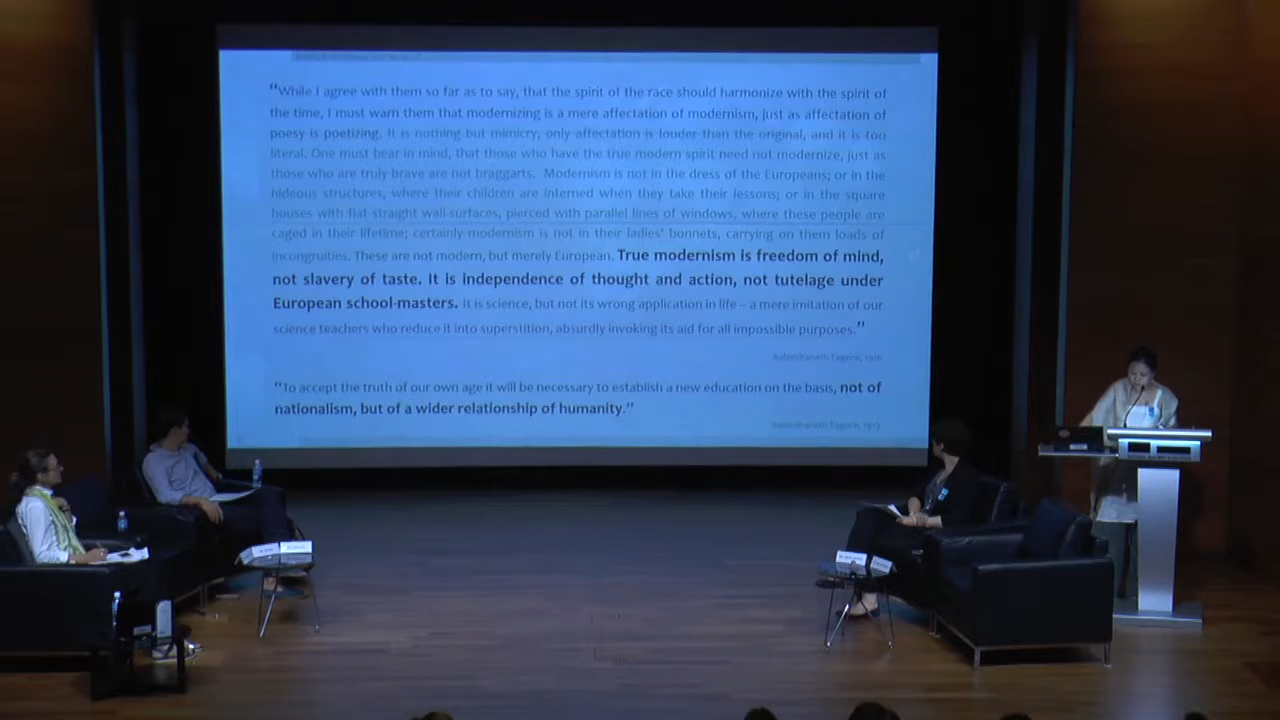 “While I agree with them so far as to say, that the spirit of the race should harmonize with the spirit of
the time, I must warn them that modernizing is a mere affectation of modernism, just as affectation of
poesy is poetizing. It is nothing but mimicry, only affectation is louder than the original, and it is too
literal. One must bear in mind, that those who have the true modern spirit need not modernize, just as
those who are truly brave are not braggarts. Modernism is not in the dress of the Europeans; or in the
hideous structures, where their children are interned when they take their lessons; or in the square
houses with flat straight wall-surfaces, pierced with parallel lines of windows, where these people are
caged in their lifetime; certainly modernism is not in their ladies’ bonnets, carrying on them loads of
incongruities. These are not modern, but merely European. True modernism is freedom of mind,
not slavery of taste. It is independence of thought and action, not tutelage under
European school-masters. It is science, but not its wrong application in life – a mere imitation of our
science teachers who reduce it into superstition, absurdly invoking its aid for all impossible purposes.”
Rabindranath Tagore, 1916
“To accept the truth of our own age it will be necessary to establish a new education on the basis, not of
nationalism, but of a wider relationship of humanity.”
Rabindranath Tagore,